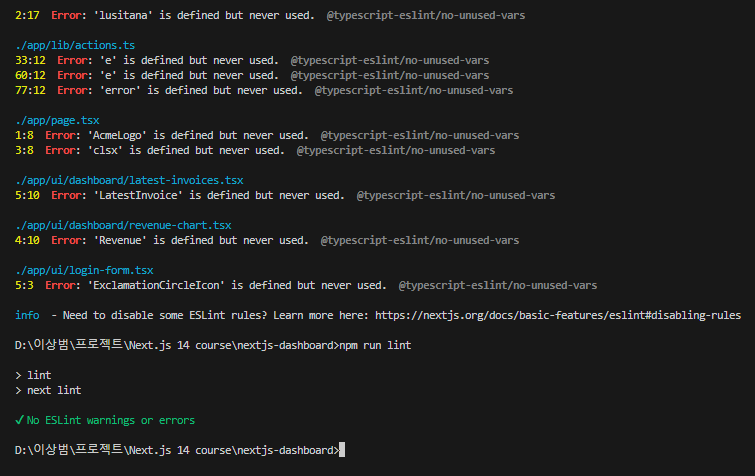 2:17  Error: 'lusitana' is defined but never used.  @typescript-eslint/no-unused-vars
./app/lib/actions.ts
33:12  Error: 'e' is defined but never used.  @typescript-eslint/no-unused-vars
60:12  Error: 'e' is defined but never used.  @typescript-eslint/no-unused-vars
77:12  Error: 'error' is defined but never used.  @typescript-eslint/no-unused-vars
./app/page.tsx
1:8  Error: 'AcmeLogo' is defined but never used.  @typescript-eslint/no-unused-vars
3:8  Error: 'clsx' is defined but never used.  @typescript-eslint/no-unused-vars
./app/ui/dashboard/latest-invoices.tsx
5:10  Error: 'LatestInvoice' is defined but never used.  @typescript-eslint/no-unused-vars
./app/ui/dashboard/revenue-chart.tsx
4:10  Error: 'Revenue' is defined but never used.  @typescript-eslint/no-unused-vars
./app/ui/login-form.tsx
5:3  Error: 'ExclamationCircleIcon' is defined but never used.  @typescript-eslint/no-unused-vars
info  - Need to disable some ESLint rules? Learn more here: https://nextjs.org/docs/basic-features/eslint#disabling-rules
D:\이상범\프로젝트\Next.js 14 course\nextjs-dashboard>npm run lint
> lint
> next lint
✔ No ESLint warnings or errors
D:\이상범\프로젝트\Next.js 14 course\nextjs-dashboard>